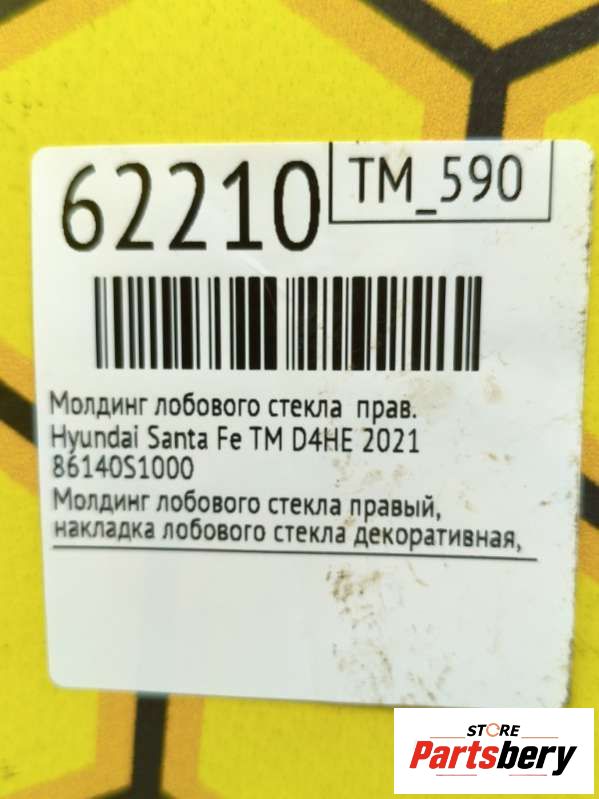 62210
TM_590
Молдинг лобового стекла прав.
Hyundai Santa Fe TM D4HE 2021
86140S1000
Молдинг лобового стекла правый,
накладка лобового стекла декоративная,
STORE
Partsbery